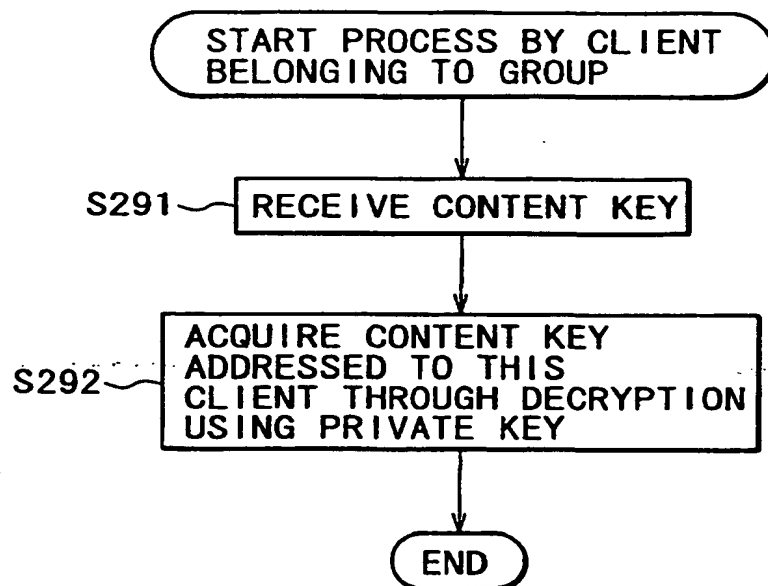 START PROCESS BY CLIENT
BELONGING TO GROUP
S291
RECEIVE CONTENT KEY
S292
ACQUIRE CONTENT KEY
ADDRESSED TO THIS
CLIENT THROUGH DECRYPTION
USING PRIVATE KEY
END